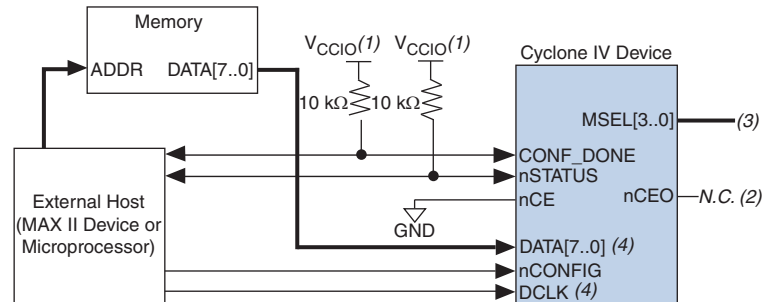 Memory
ADDR DATA[7..0]
VCCIO(1) VCCIO(1)
Cyclone IV Device
10 kΩ 10 kΩ
MSEL[3..0] (3)
CONF_DONE
nSTATUS
nCE
nCEO N.C. (2)
GND
External Host
(MAX II Device or
Microprocessor)
DATA[7..0] (4)
nCONFIG
DCLK (4)